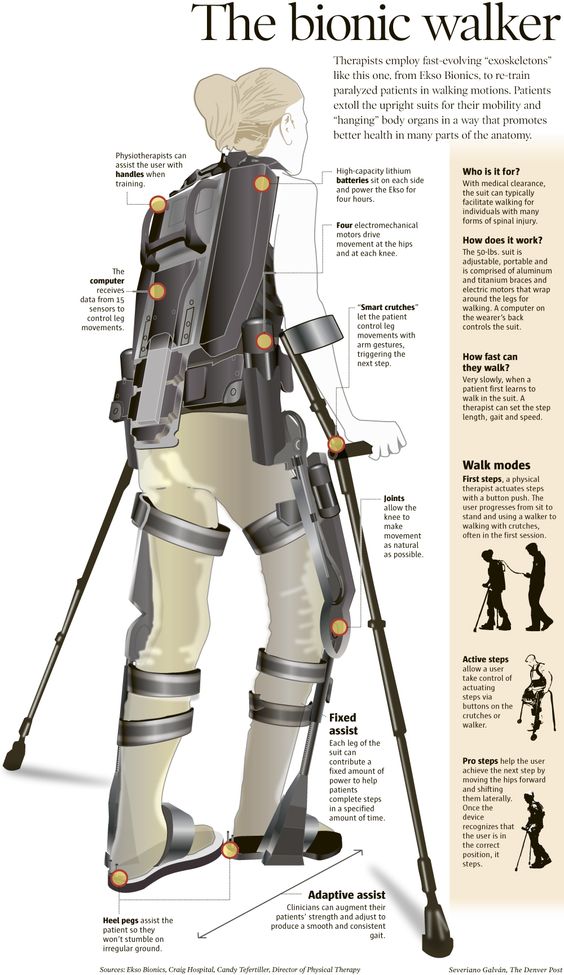 The bionic walker
Therapists employ fast-evolving “exoskeletons”
like this one, from Ekso Bionics, to re-train
paralyzed patients in walking motions. Patients
extoll the upright suits for their mobility and
“hanging” body organs in a way that promotes
better health in many parts of the anatomy.
Physiotherapists can
assist the user with
handles when
training.
High-capacity lithium
batteries sit on each side
and power the Ekso for
four hours.
Four electromechanical
motors drive
movement at the hips
and at each knee.
The
computer
receives
data from 15
sensors to
control leg
movements.
“Smart crutches”
let the patient
control leg
movements with
arm gestures,
triggering the
next step.
Joints
allow the
knee to
make
movement
as natural
as possible.
Fixed
assist
Each leg of the
suit can
contribute a
fixed amount of
power to help
patients
complete steps
in a specified
amount of time.
Adaptive assist
Clinicians can augment their
patients’ strength and adjust to
produce a smooth and consistent
gait.
Heel pegs assist the
patient so they
won’t stumble on
irregular ground.
Who is it for?
With medical clearance,
the suit can typically
facilitate walking for
individuals with many
forms of spinal injury.
How does it work?
The 50-lbs. suit is
adjustable, portable and
is comprised of aluminum
and titanium braces and
electric motors that wrap
around the legs for
walking. A computer on
the wearer’s back
controls the suit.
How fast can
they walk?
Very slowly, when a
patient first learns to
walk in the suit. A
therapist can set the step
length, gait and speed.
Walk modes
First steps, a physical
therapist actuates steps
with a button push. The
user progresses from sit to
stand and using a walker to
walking with crutches,
often in the first session.
Active steps
allow a user
take control of
actuating
steps via
buttons on the
crutches or
walker.
Pro steps help the user
achieve the next step by
moving the hips forward
and shifting
them laterally.
Once the
device
recognizes that
the user is in
the correct
position, it
steps.
Sources: Ekso Bionics, Craig Hospital, Candy Tefertiller, Director of Physical Therapy
Severiano Galván, The Denver Post